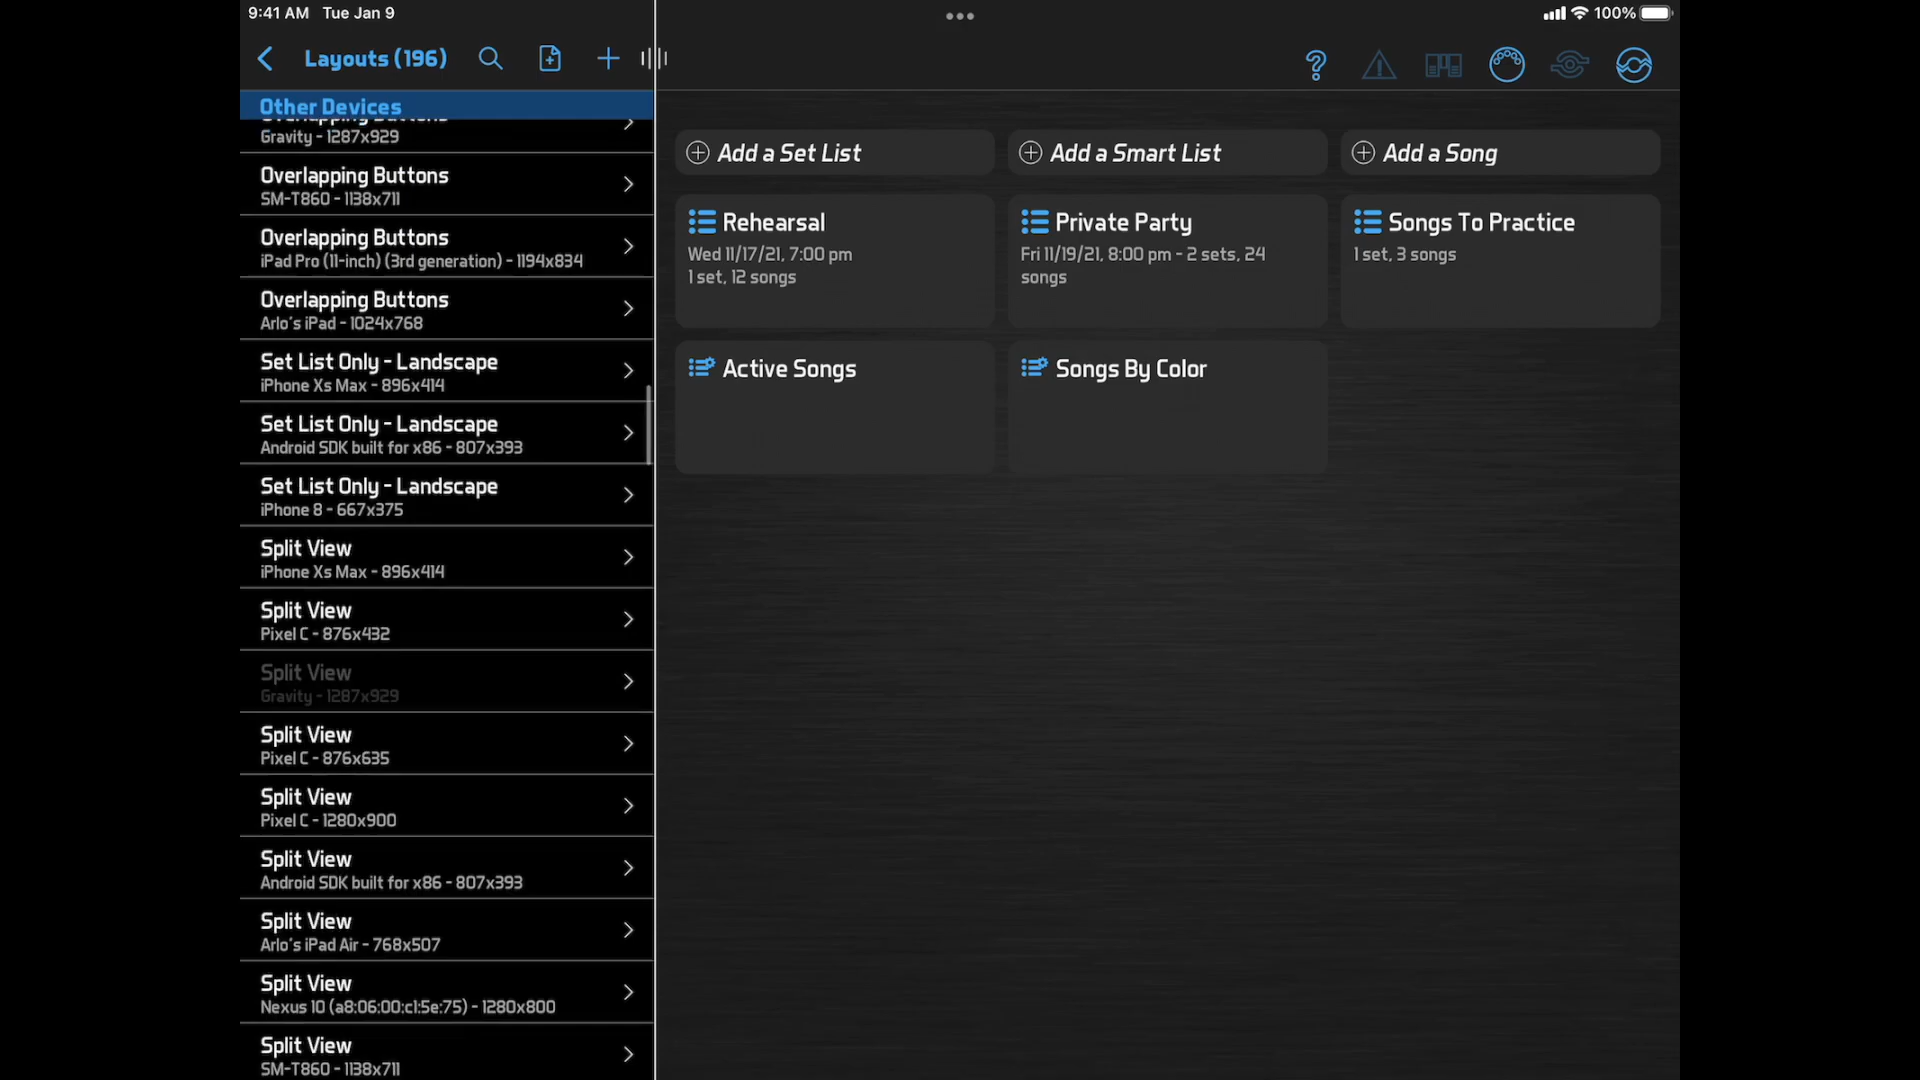 9:41 AM Tue Jan 9
100%
Layouts (196)
Other Devices
Overlapping Buttons
Gravity - 1287x929
Overlapping Buttons
SM-T860 - 1138x711
Overlapping Buttons
iPad Pro (11-inch) (3rd generation) - 1194x834
Overlapping Buttons
Arlo's iPad - 1024x768
Set List Only - Landscape
iPhone Xs Max - 896x414
Set List Only - Landscape
Android SDK built for x86 - 807x393
Set List Only - Landscape
iPhone 8 - 667x375
Split View
iPhone Xs Max - 896x414
Split View
Pixel C - 876x432
Split View
Gravity - 1287x929
Split View
Pixel C - 876x635
Split View
Pixel C - 1280x900
Split View
Android SDK built for x86 - 807x393
Split View
Arlo's iPad Air - 768x507
Split View
Nexus 10 (a8:06:00:c1:5e:75) - 1280x800
Split View
SM-T860 - 1138x711
Add a Set List
Add a Smart List
Add a Song
Rehearsal
Wed 11/17/21, 7:00 pm
1 set, 12 songs
Private Party
Fri 11/19/21, 8:00 pm - 2 sets, 24
songs
Songs To Practice
1 set, 3 songs
Active Songs
Songs By Color